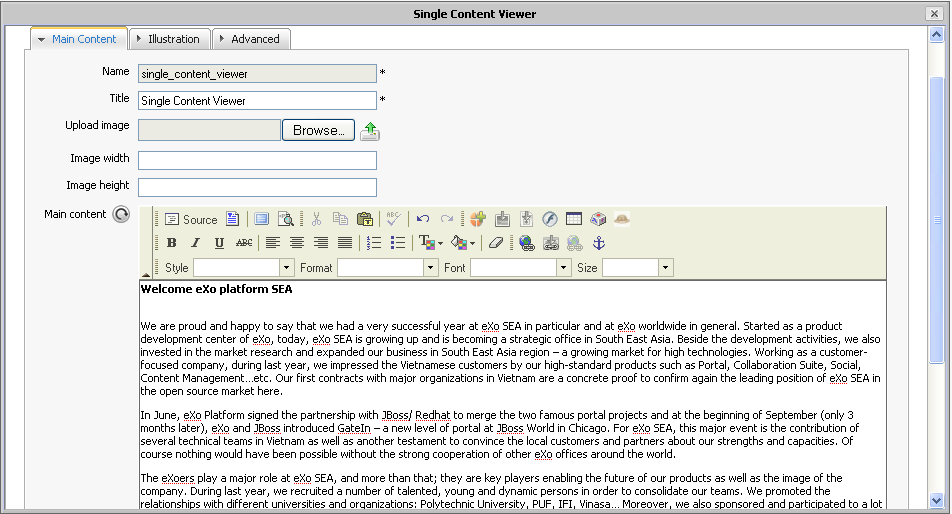 Single Content Viewer
Main Content Illustration Advanced
Name single_content_viewer *
Title Single Content Viewer *
Upload image Browse...
Image width
Image height
Main content Source
B I U ABC
Style Format Font Size
Welcome eXo platform SEA
We are proud and happy to say that we had a very successful year at eXo SEA in particular and at eXo worldwide in general. Started as a product
development center of eXo, today, eXo SEA is growing up and is becoming a strategic office in South East Asia. Beside the development activities, we also
invested in the market research and expanded our business in South East Asia region – a growing market for high technologies. Working as a customer-
focused company, during last year, we impressed the Vietnamese customers by our high-standard products such as Portal, Collaboration Suite, Social,
Content Management...etc. Our first contracts with major organizations in Vietnam are a concrete proof to confirm again the leading position of eXo SEA in
the open source market here.
In June, eXo Platform signed the partnership with JBoss/ Redhat to merge the two famous portal projects and at the beginning of September (only 3
months later), eXo and JBoss introduced GateIn – a new level of portal at JBoss World in Chicago. For eXo SEA, this major event is the contribution of
several technical teams in Vietnam as well as another testament to convince the local customers and partners about our strengths and capacities. Of
course nothing would have been possible without the strong cooperation of other eXo offices around the world.
The eXoers play a major role at eXo SEA, and more than that; they are key players enabling the future of our products as well as the image of the
company. During last year, we recruited a number of talented, young and dynamic persons in order to consolidate our teams. We promoted the
relationships with different universities and organizations: Polytechnic University, PUF, IFI, Vinasa... Moreover, we also sponsored and participated to a lot